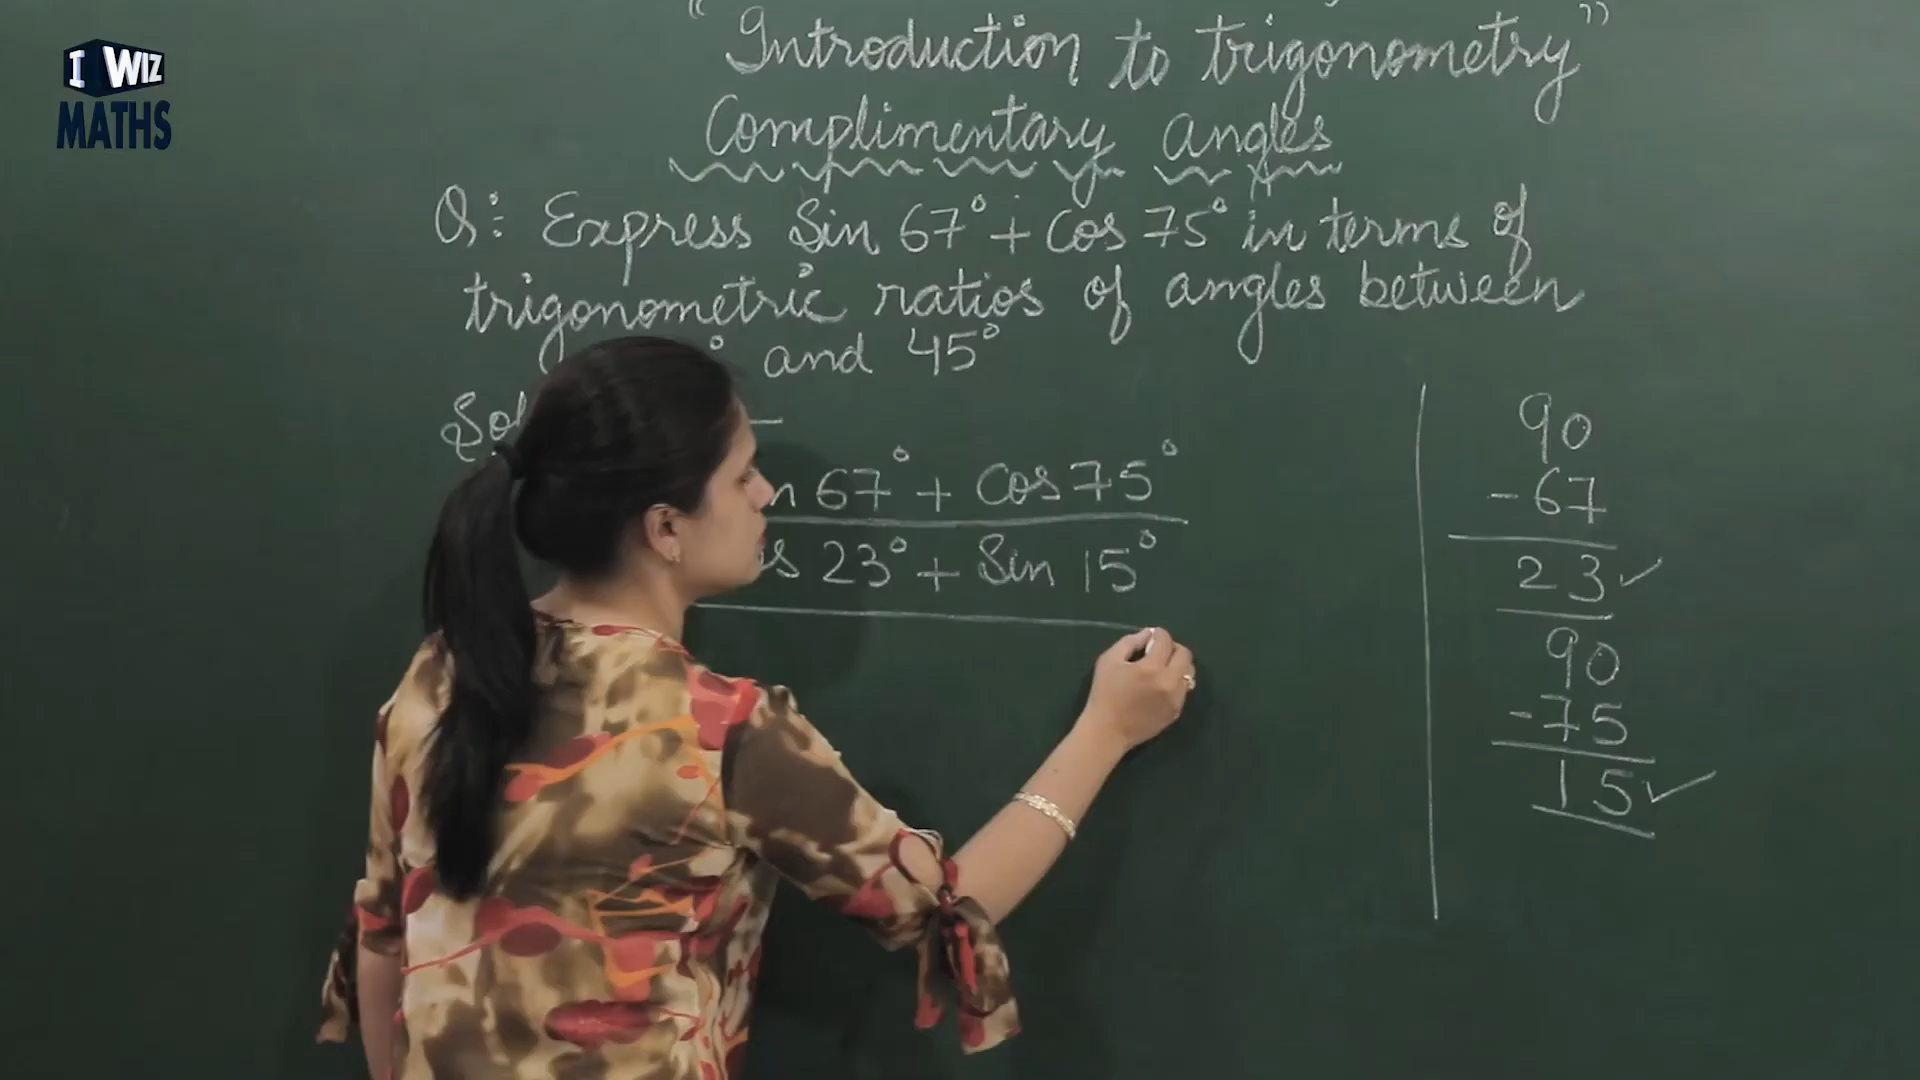 I WIZ
MATHS
"Introduction to trigonometry"
Complimentary angles
Q: Express Sin 67° + Cos 75° in terms of
trigonometric ratios of angles between
° and 45°
Sol
n 67° + Cos 75°
s 23° + Sin 15°
90
-67
23 ✓
90
-75
15 ✓